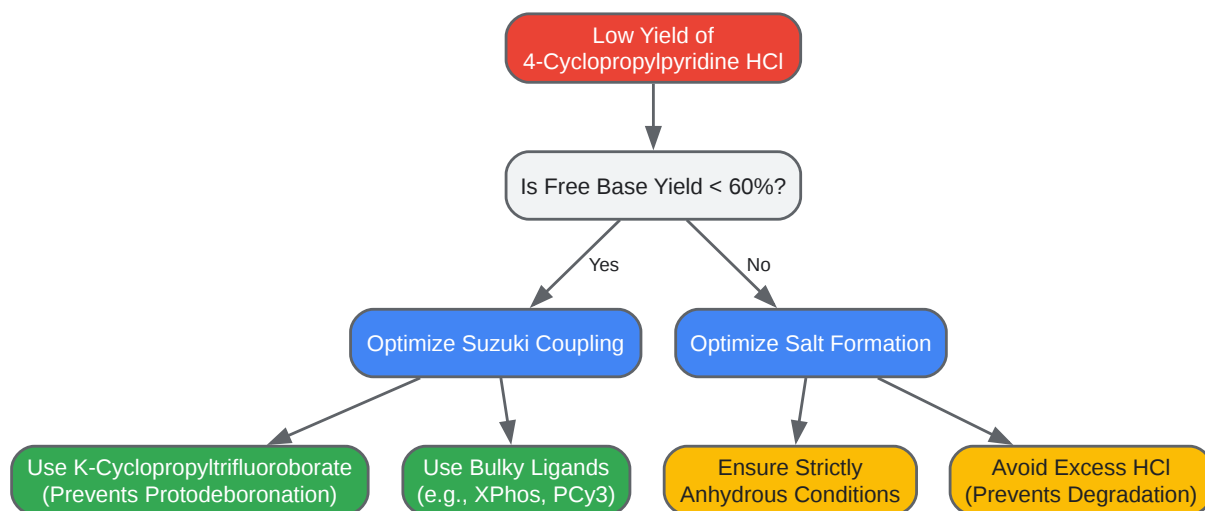 Low Yield of
4-Cyclopropylpyridine HCl
Is Free Base Yield < 60%?
Yes
No
Optimize Suzuki Coupling
Optimize Salt Formation
Use K-Cyclopropyltrifluoroborate
(Prevents Protodeboronation)
Use Bulky Ligands
(e.g., XPhos, PCy3)
Ensure Strictly
Anhydrous Conditions
Avoid Excess HCl
(Prevents Degradation)